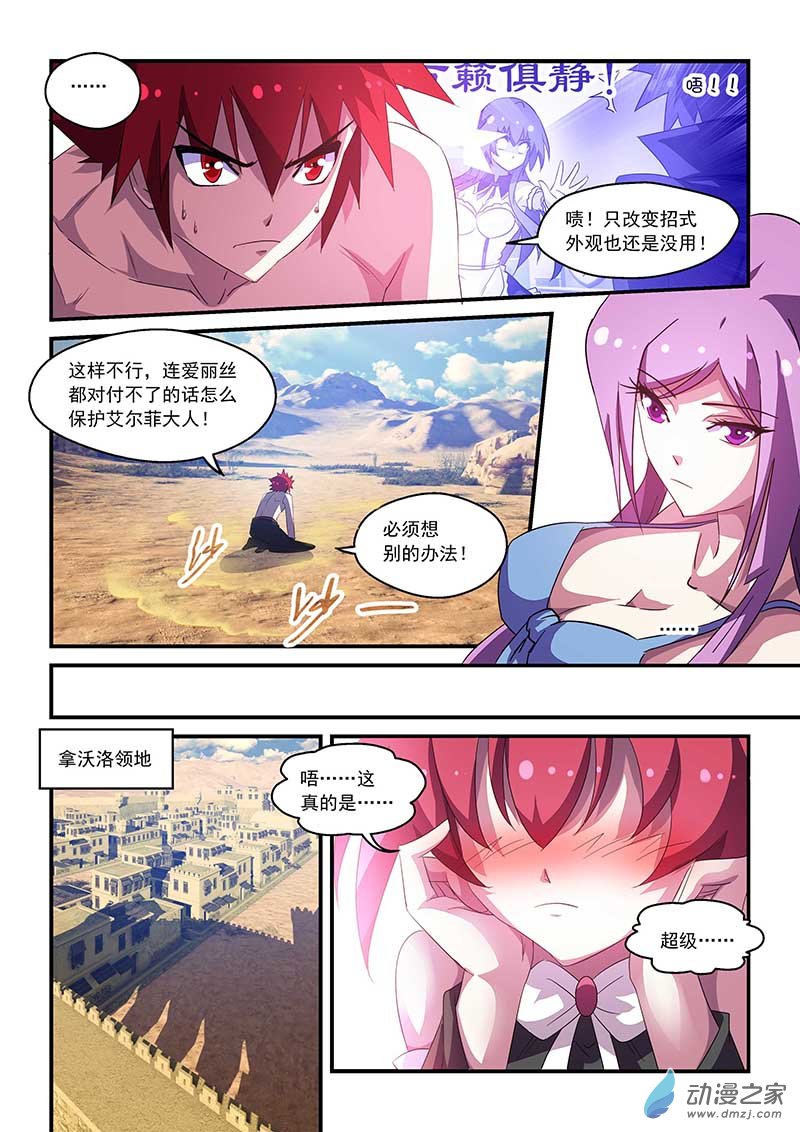 ……
籁俱静！
唔！！
啧！只改变招式
外观也还是没用！
这样不行，连爱丽丝
都对付不了的话怎么
保护艾尔菲大人！
必须想
别的办法！
……
拿沃洛领地
唔……这
真的是……
超级……
动漫之家
www.dmzj.com